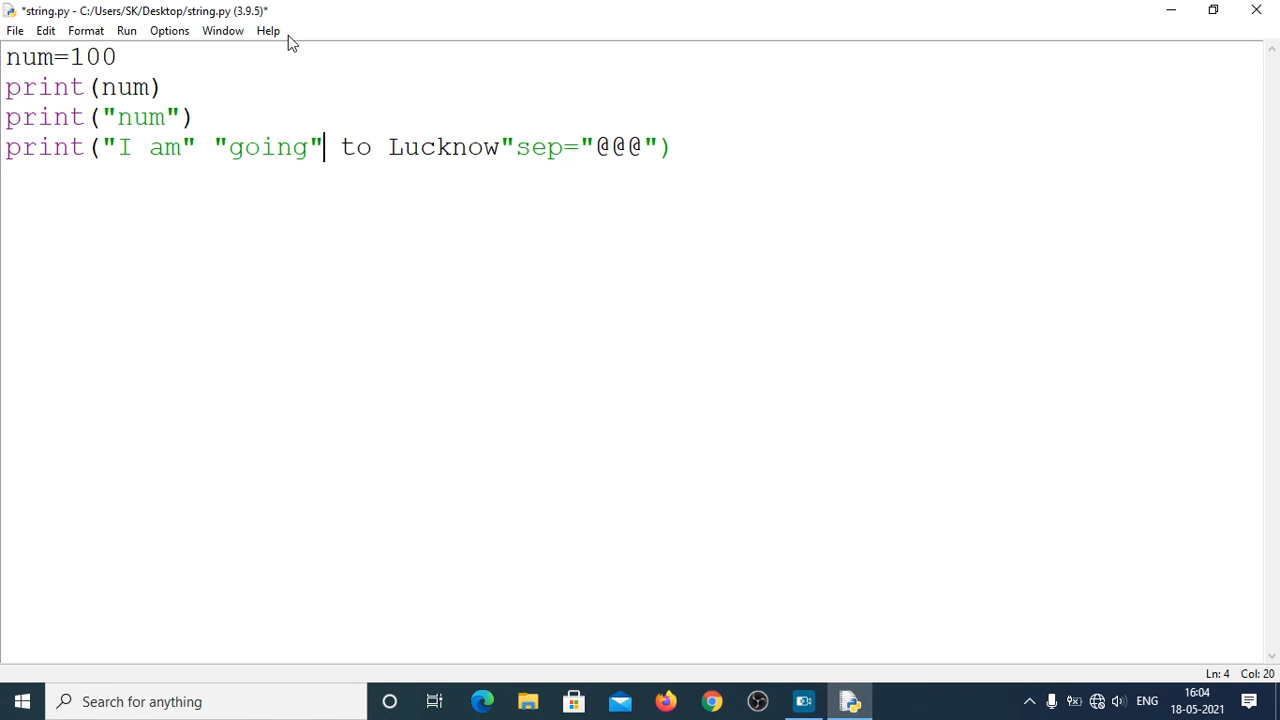 *string.py - C:/Users/SK/Desktop/string.py (3.9.5)*
File Edit Format Run Options Window Help
num=100
print(num)
print("num")
print("I am" "going" to Lucknow"sep="@@@")
Ln: 4 Col: 20
Search for anything
ENG
16:04
18-05-2021